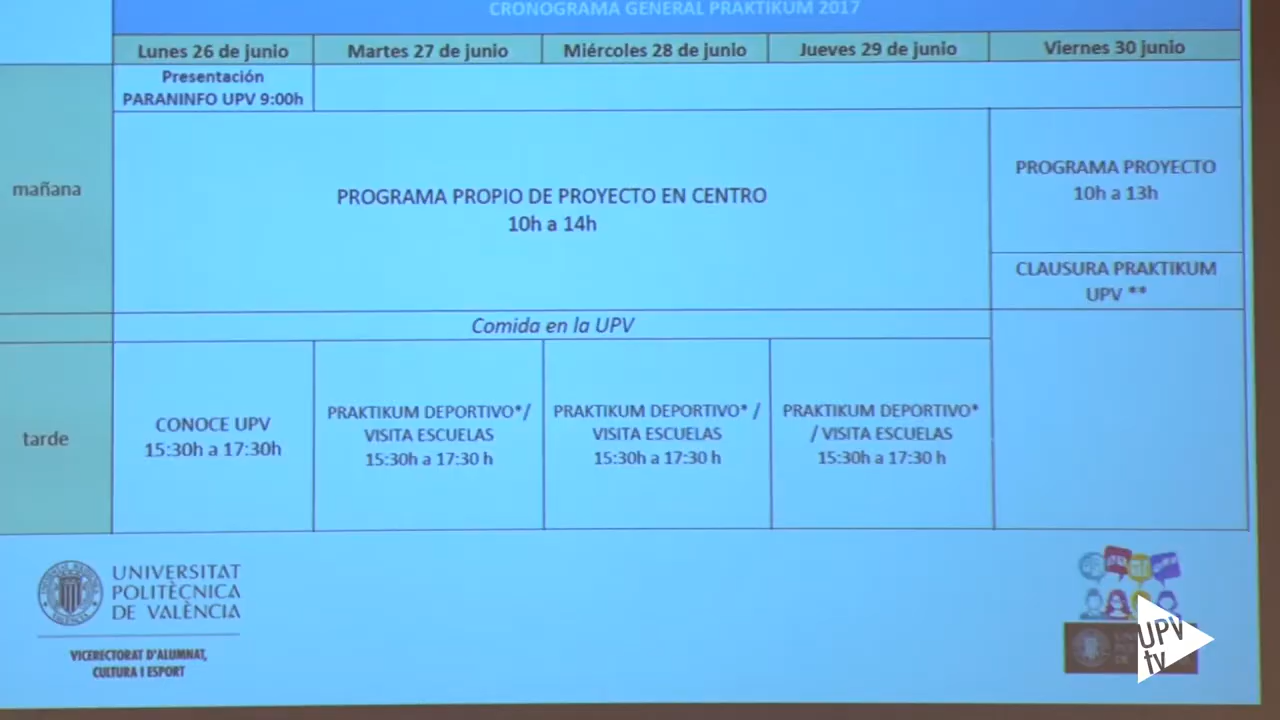 CRONOGRAMA GENERAL PRAKTIKUM 2017
Lunes 26 de junio
Martes 27 de junio
Miércoles 28 de junio
Jueves 29 de junio
Viernes 30 junio
mañana
Presentación
PARANINFO UPV 9:00h
PROGRAMA PROPIO DE PROYECTO EN CENTRO
10h a 14h
PROGRAMA PROYECTO
10h a 13h
CLAUSURA PRAKTIKUM
UPV **
Comida en la UPV
tarde
CONOCE UPV
15:30h a 17:30h
PRAKTIKUM DEPORTIVO*/
VISITA ESCUELAS
15:30h a 17:30 h
PRAKTIKUM DEPORTIVO* /
VISITA ESCUELAS
15:30h a 17:30 h
PRAKTIKUM DEPORTIVO*
/ VISITA ESCUELAS
15:30h a 17:30 h
UNIVERSITAT
POLITÈCNICA
DE VALÈNCIA
VICERECTORAT D'ALUMNAT,
CULTURA I ESPORT
UPV
tv